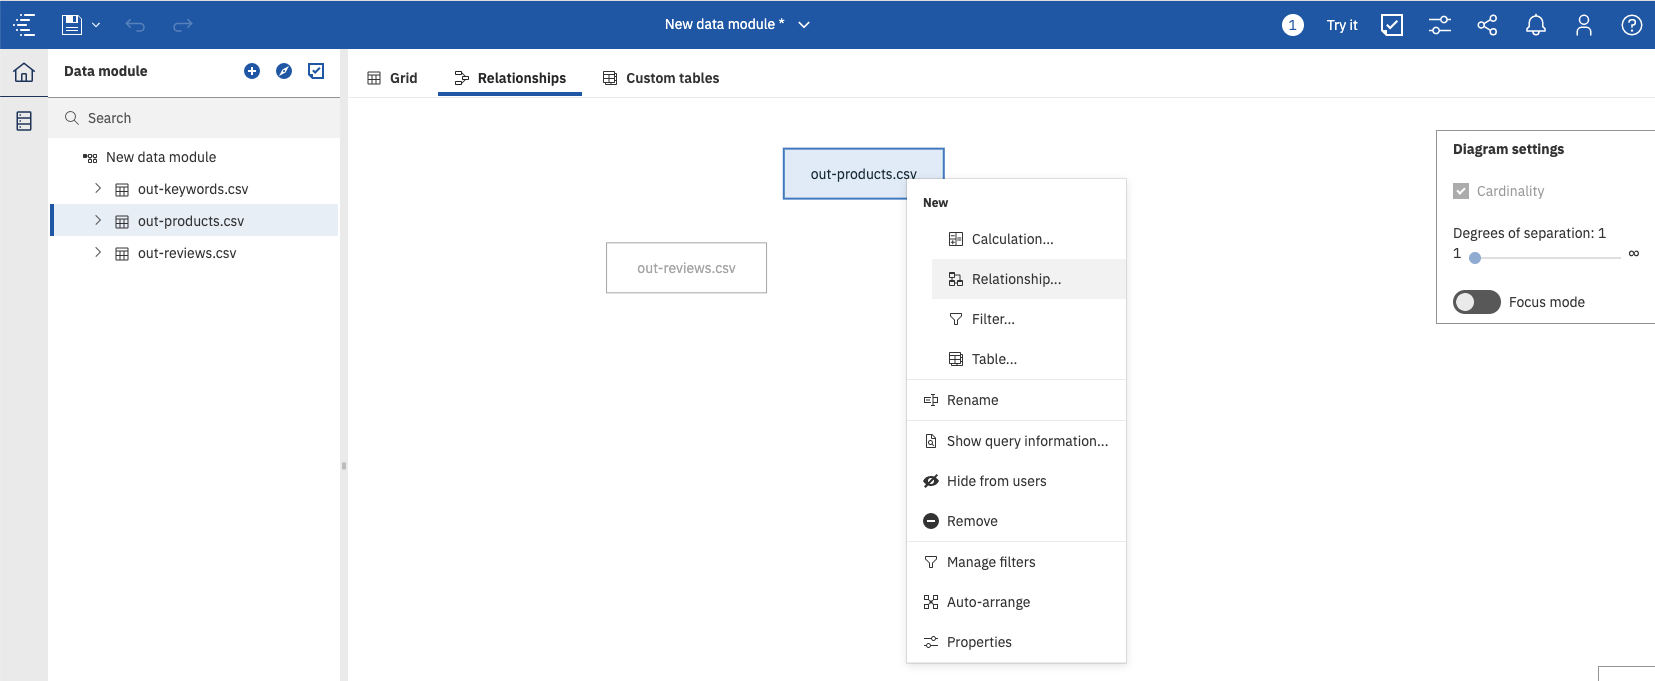 New data module *
1
Try it
Data module
Grid
Relationships
Custom tables
Search
New data module
out-keywords.csv
out-products.csv
out-reviews.csv
out-products.csv
out-reviews.csv
New
Calculation...
Relationship...
Filter...
Table...
Rename
Show query information...
Hide from users
Remove
Manage filters
Auto-arrange
Properties
Diagram settings
Cardinality
Degrees of separation: 1
1 ∞
Focus mode